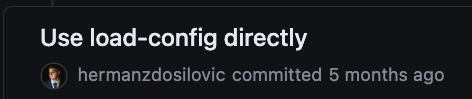 Use load-config directly
hermanzdosilovic committed 5 months ago